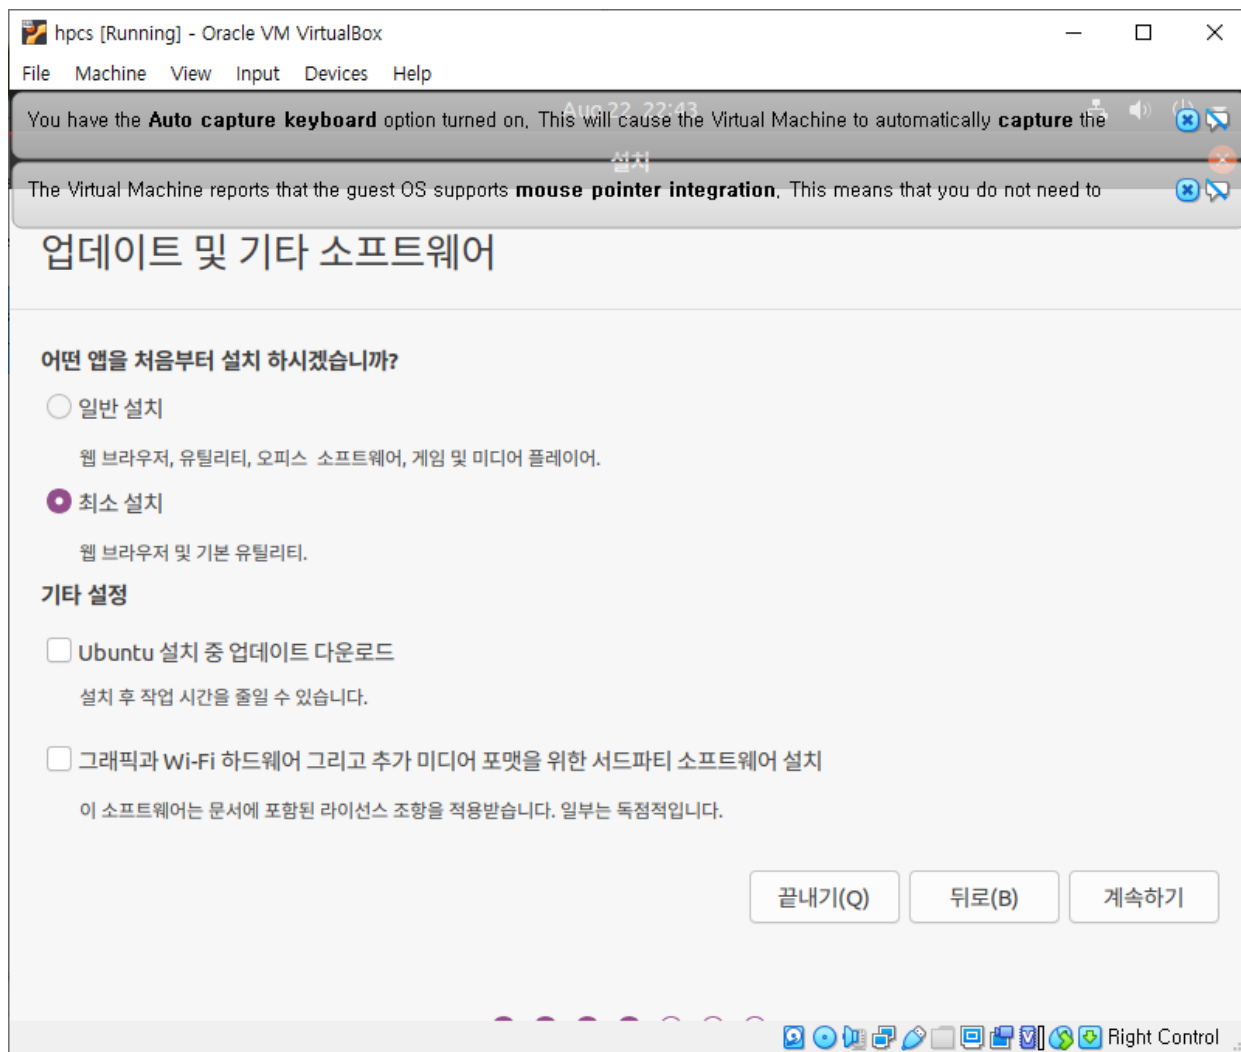 hpcs [Running] - Oracle VM VirtualBox
File Machine View Input Devices Help
Aug 22, 22:43
You have the Auto capture keyboard option turned on. This will cause the Virtual Machine to automatically capture the
설치
The Virtual Machine reports that the guest OS supports mouse pointer integration. This means that you do not need to
업데이트 및 기타 소프트웨어
어떤 앱을 처음부터 설치 하시겠습니까?
일반 설치
웹 브라우저, 유틸리티, 오피스 소프트웨어, 게임 및 미디어 플레이어.
최소 설치
웹 브라우저 및 기본 유틸리티.
기타 설정
Ubuntu 설치 중 업데이트 다운로드
설치 후 작업 시간을 줄일 수 있습니다.
그래픽과 Wi-Fi 하드웨어 그리고 추가 미디어 포맷을 위한 서드파티 소프트웨어 설치
이 소프트웨어는 문서에 포함된 라이선스 조항을 적용받습니다. 일부는 독점적입니다.
끝내기(Q) 뒤로(B) 계속하기
Right Control